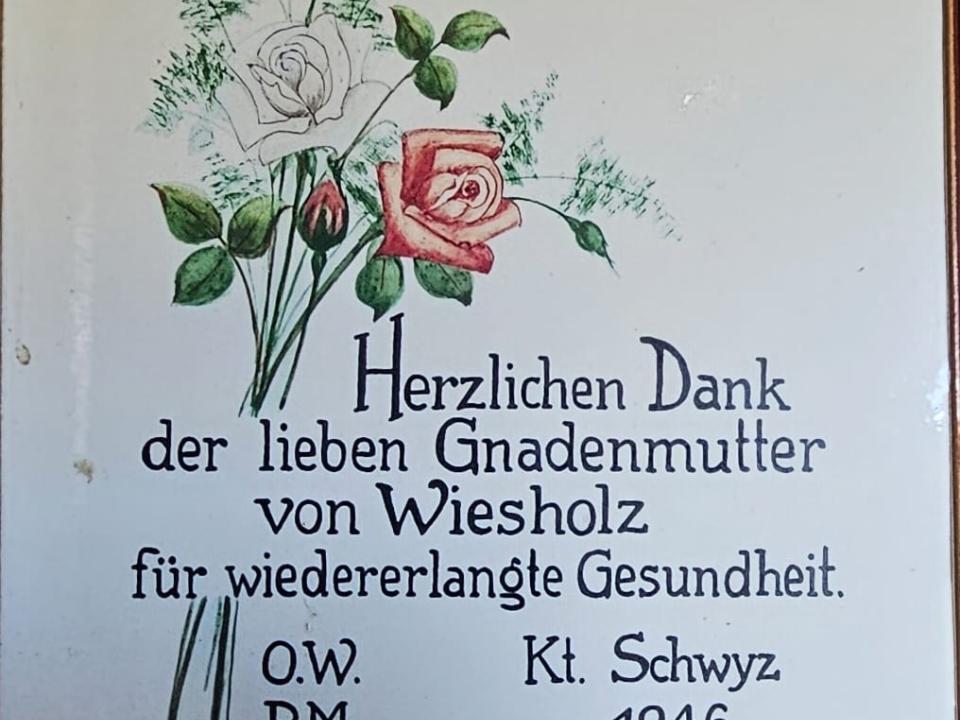 Herzlichen Dank
der lieben Gnadenmutter
von Wiesholz
für wiedererlangte Gesundheit.
O.W. Kt. Schwyz